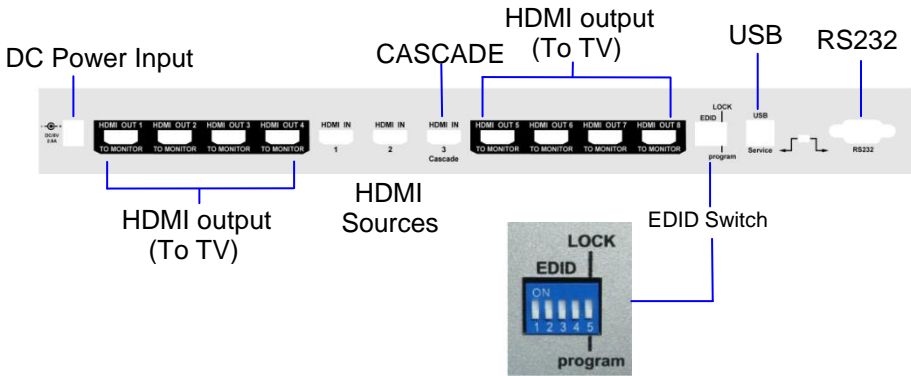 HDMI output
(To TV)
DC Power Input
CASCADE
USB
RS232
DC/5V
2.6A
HDMI OUT 1
HDMI OUT 2
HDMI OUT 3
HDMI OUT 4
TO MONITOR
TO MONITOR
TO MONITOR
TO MONITOR
HDMI IN
1
HDMI IN
2
HDMI IN
3
Cascade
HDMI OUT 5
HDMI OUT 6
HDMI OUT 7
HDMI OUT 8
TO MONITOR
TO MONITOR
TO MONITOR
TO MONITOR
LOCK
EDID
program
USB
Service
RS232
HDMI output
(To TV)
HDMI
Sources
EDID Switch
LOCK
EDID
ON
1 2 3 4 5
program